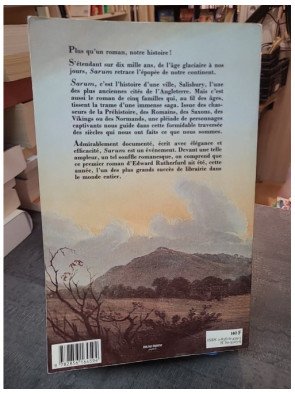 Plus qu'un roman, notre histoire !
S'étendant sur dix mille ans, de l'âge glaciaire à nos
jours, Sarum retrace l'épopée de notre continent.
Sarum, c'est l'histoire d'une ville, Salisbury, l'une des
plus anciennes cités de l'Angleterre. Mais c'est
aussi le roman de cinq familles qui, au fil des âges,
tissent la trame d'une immense saga. Issue des chas-
seurs de la Préhistoire, des Romains, des Saxons, des
Vikings ou des Normands, une pléiade de personnages
captivants nous guide dans cette formidable traversée
des siècles qui nous ont faits ce que nous sommes.
Admirablement documenté, écrit avec élégance et
efficacité, Sarum est un événement. Devant une telle
ampleur, un tel souffle romanesque, on comprend que
ce premier roman d'Edward Rutherfurd ait été, cette
année, l'un des plus grands succès de librairie dans
le monde entier.